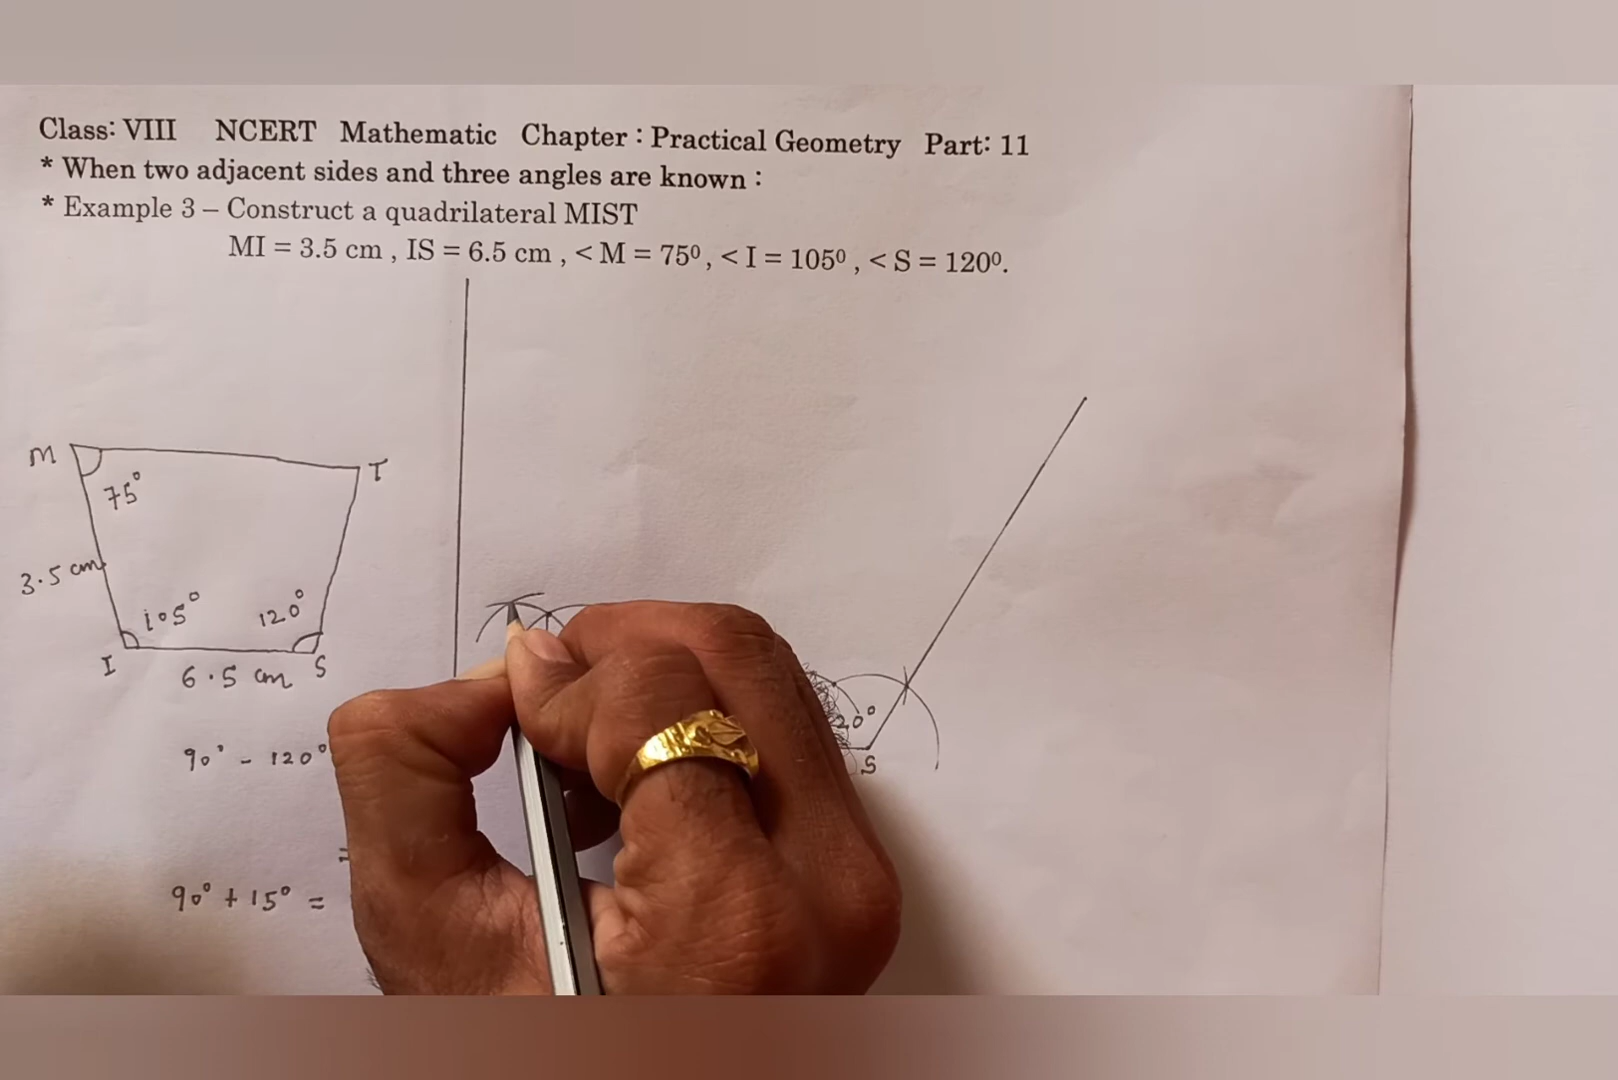 Class: VIII NCERT Mathematic Chapter : Practical Geometry Part: 11
* When two adjacent sides and three angles are known :
* Example 3 – Construct a quadrilateral MIST
MI = 3.5 cm , IS = 6.5 cm , < M = 75⁰ , < I = 105⁰ , < S = 120⁰.
M
T
75°
3.5 cm
105°
120°
I
6.5 cm
S
S
90° - 120°
=
90° + 15° =